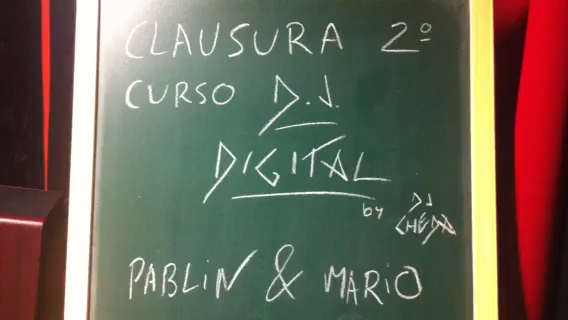 CLAUSURA 2º
CURSO D.J.
DIGITAL
by DJ
CHEDA
PABLiN & MARiO